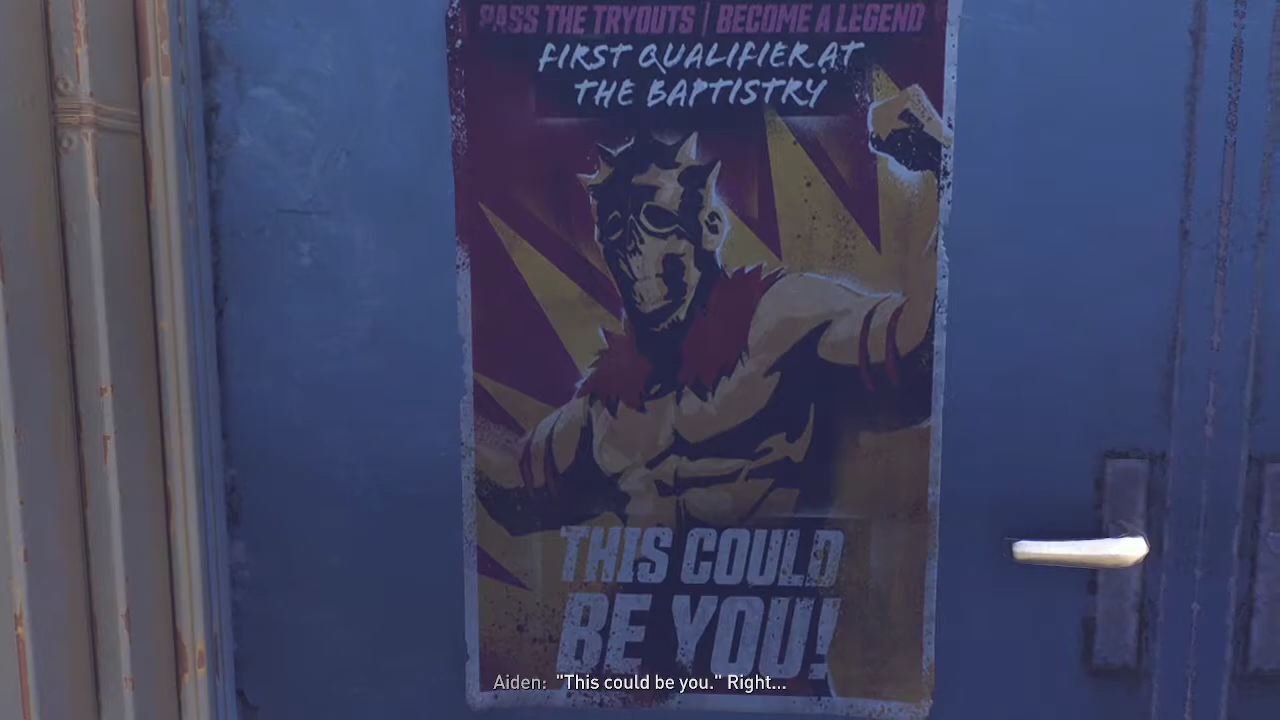 PASS THE TRYOUTS | BECOME A LEGEND
FIRST QUALIFIER AT
THE BAPTISTRY
THIS COULD
BE YOU!
Aiden: "This could be you." Right...